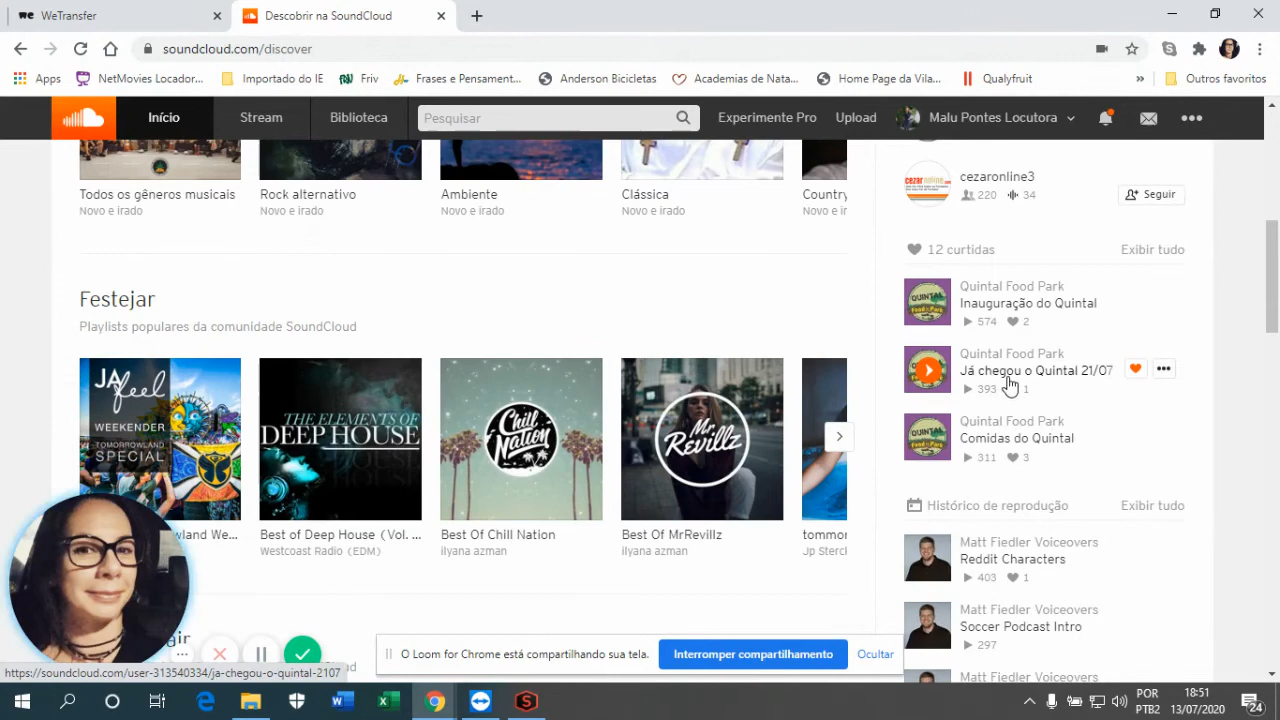 WeTransfer
Descobrir na SoundCloud
soundcloud.com/discover
Apps
NetMovies Locador...
Importado do IE
Friv
Frases e Pensament...
Anderson Bicicletas
Academias de Nata...
Home Page da Vila...
Qualyfruit
»
Outros favoritos
Início
Stream
Biblioteca
Pesquisar
Experimente Pro
Upload
Malu Pontes Locutora
Todos os gêneros musicais
Novo e irado
Rock alternativo
Novo e irado
Ambiente
Novo e irado
Clássica
Novo e irado
Country
Novo e ir
Festejar
Playlists populares da comunidade SoundCloud
JA
feel
WEEKENDER
TOMORROWLAND
SPECIAL
THE ELEMENTS OF
DEEP HOUSE
Chill
Nation
Mr.
Revillz
wland We...
Best of Deep House (Vol. ...
Westcoast Radio (EDM)
Best Of Chill Nation
ilyana azman
Best Of MrRevillz
ilyana azman
tommor
Jp Sterck
cezaronline3
220
34
Seguir
12 curtidas
Exibir tudo
Quintal Food Park
Inauguração do Quintal
574
2
Quintal Food Park
Já chegou o Quintal 21/07
393
1
Quintal Food Park
Comidas do Quintal
311
3
Histórico de reprodução
Exibir tudo
Matt Fiedler Voiceovers
Reddit Characters
403
1
Matt Fiedler Voiceovers
Soccer Podcast Intro
297
Matt Fiedler Voiceovers
O Loom for Chrome está compartilhando sua tela.
Interromper compartilhamento
Ocultar
https://soundcloud.com/user-313540334/ja-chegou-o-quintal-2107
POR
PTB2
18:51
13/07/2020
24